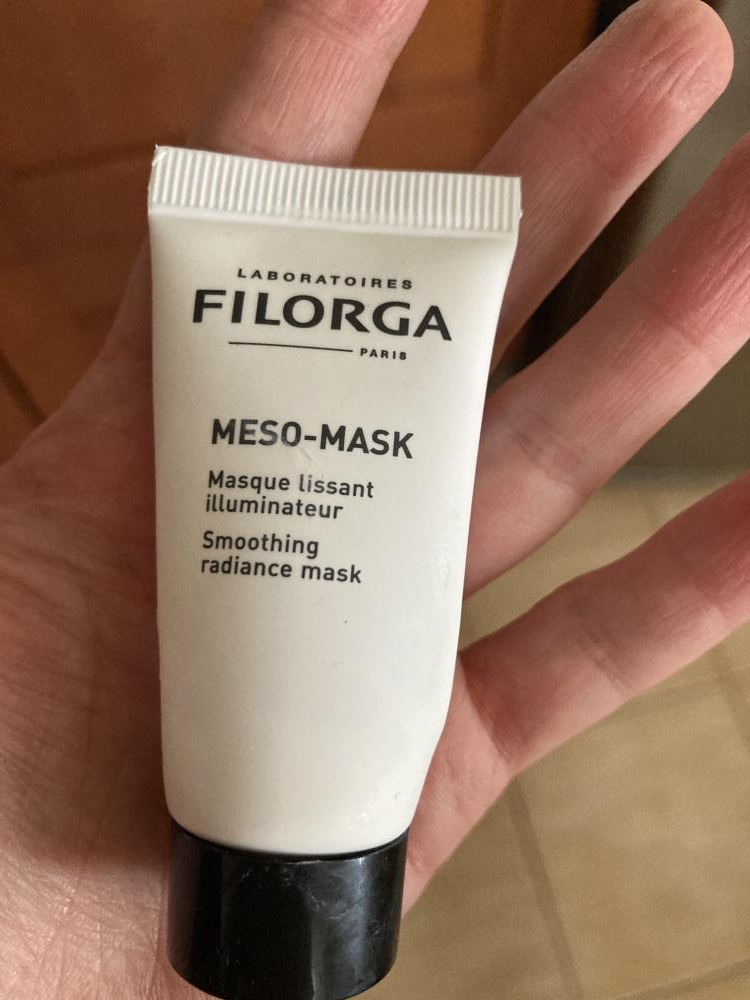 LABORATOIRES
FILORGA
PARIS
MESO-MASK
Masque lissant
illuminateur
Smoothing
radiance mask